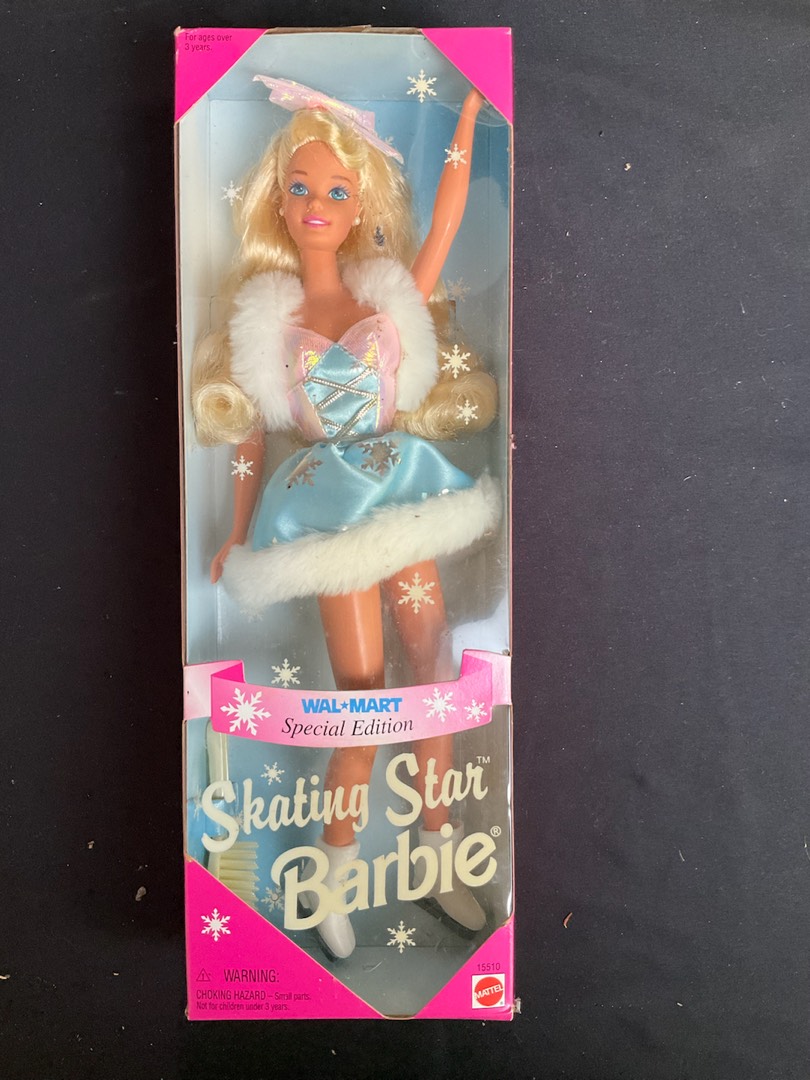 For ages over
3 years.
WAL★MART
Special Edition
Skating Star™
Barbie®
⚠ WARNING:
CHOKING HAZARD – Small parts.
Not for children under 3 years.
15510
MATTEL